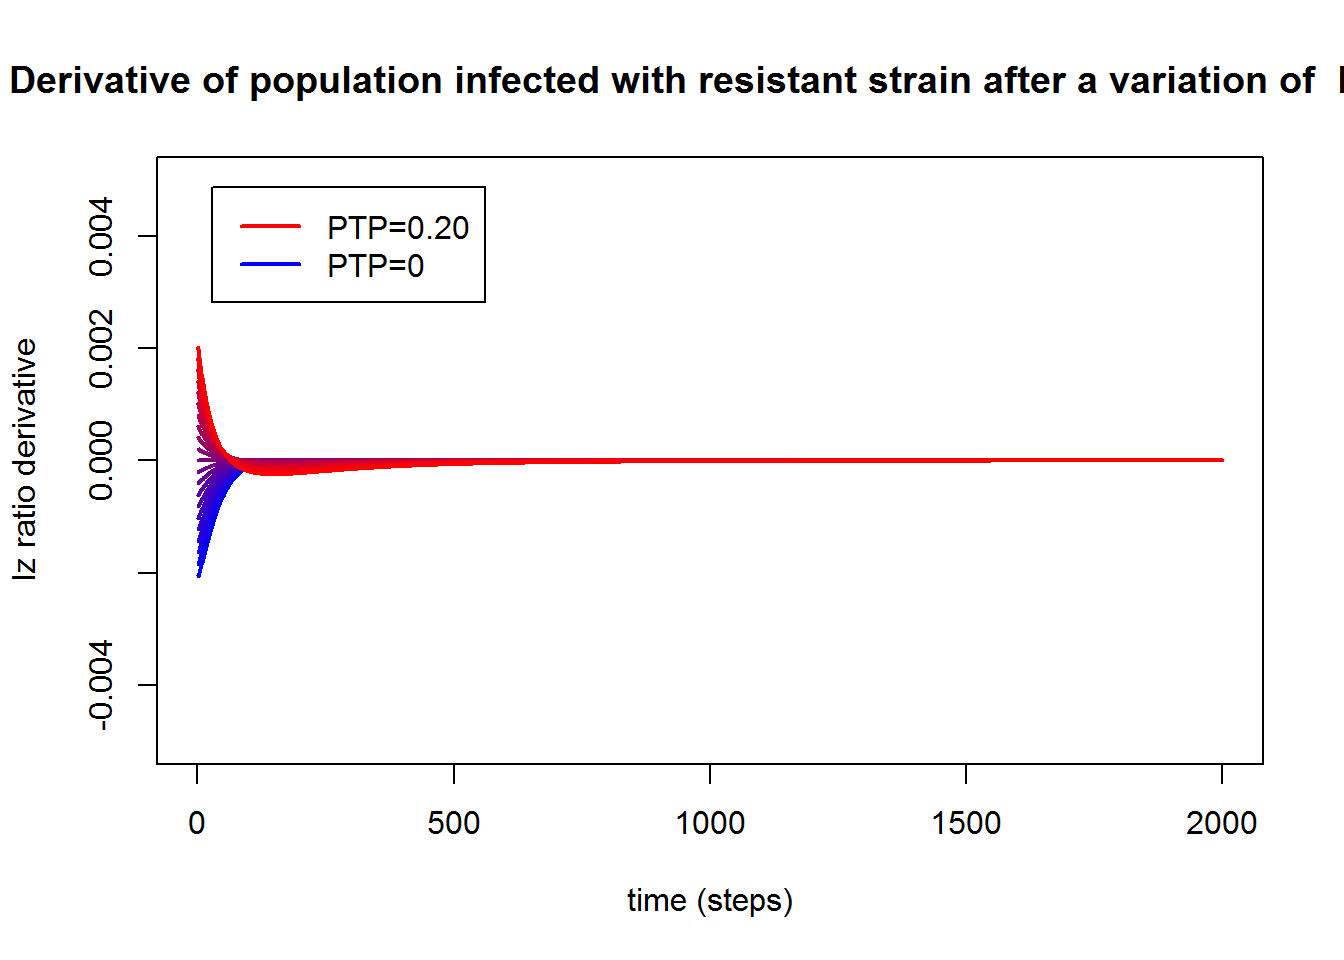 Derivative of population infected with resistant strain after a variation of
PTP=0.20
PTP=0
Iz ratio derivative
0.004
0.002
0.000
-0.004
0
500
1000
1500
2000
time (steps)